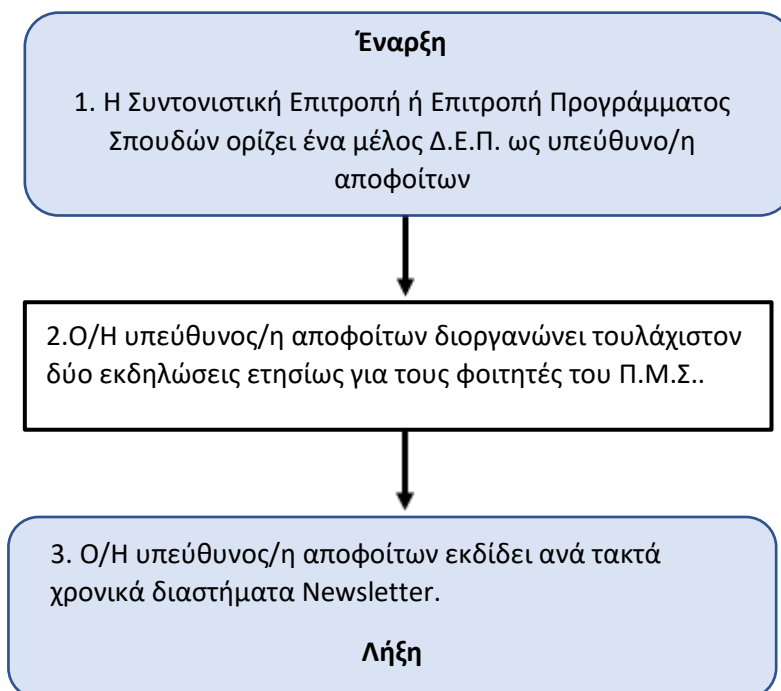 Έναρξη
1. Η Συντονιστική Επιτροπή ή Επιτροπή Προγράμματος
Σπουδών ορίζει ένα μέλος Δ.Ε.Π. ως υπεύθυνο/η
αποφοίτων
2.Ο/Η υπεύθυνος/η αποφοίτων διοργανώνει τουλάχιστον
δύο εκδηλώσεις ετησίως για τους φοιτητές του Π.Μ.Σ..
3. Ο/Η υπεύθυνος/η αποφοίτων εκδίδει ανά τακτά
χρονικά διαστήματα Newsletter.
Λήξη